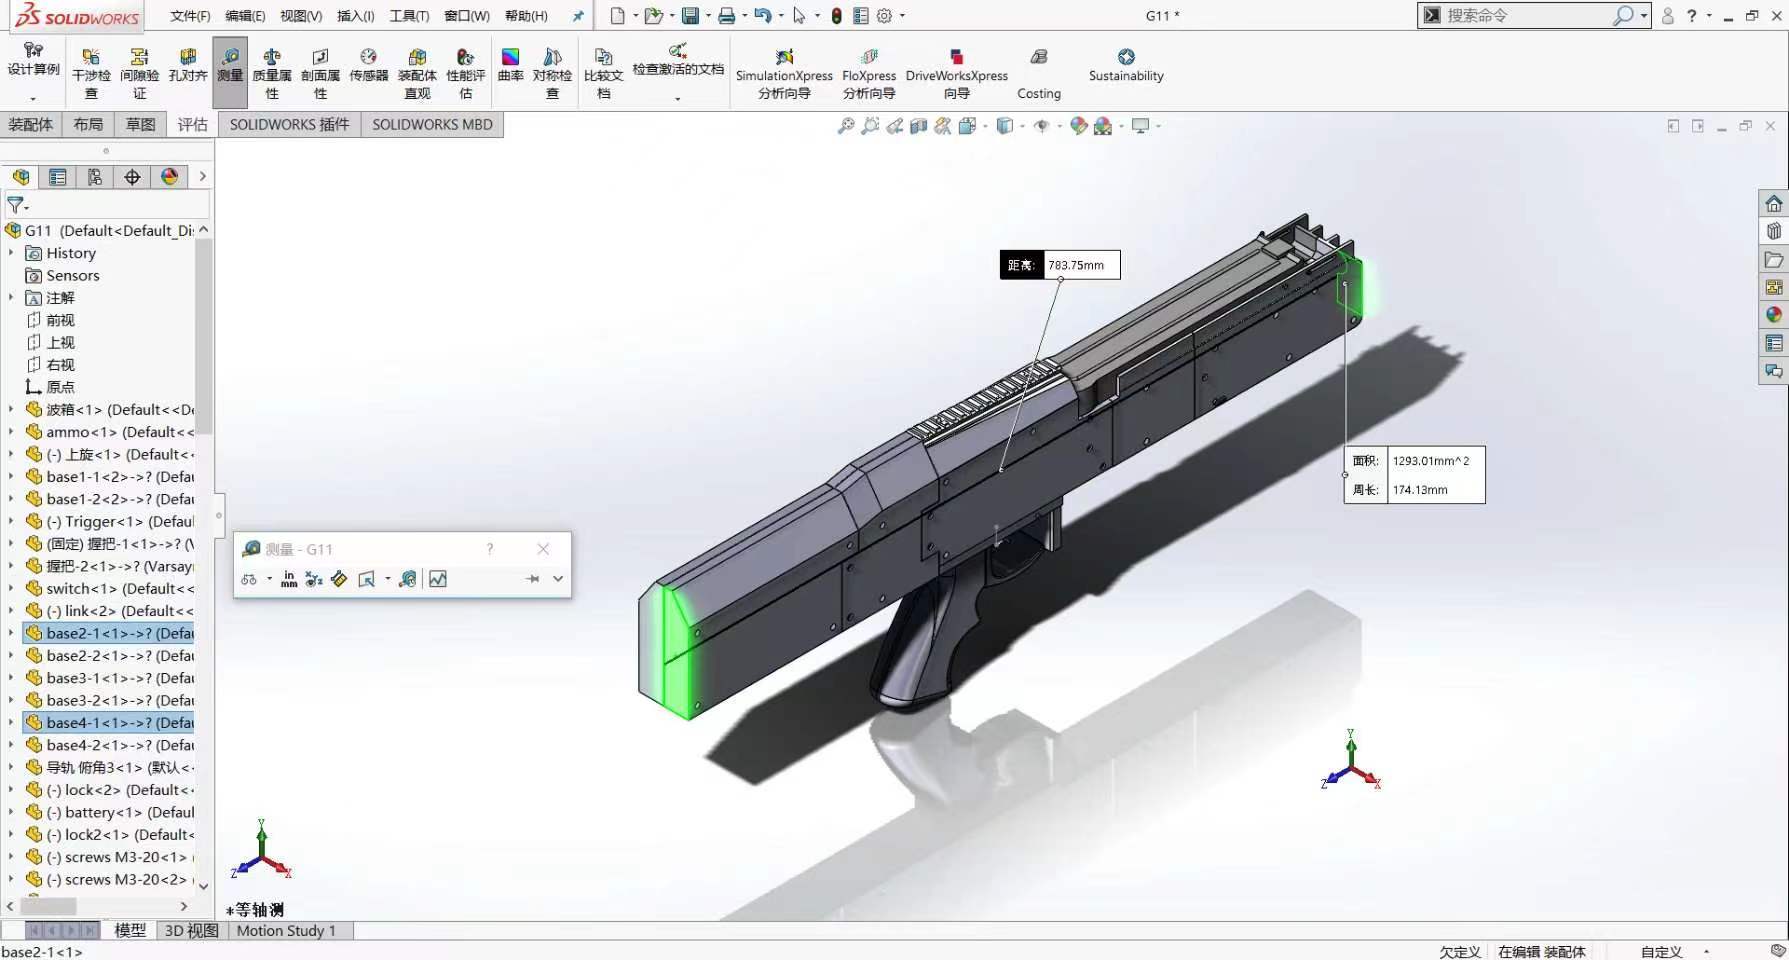 SOLIDWORKS 文件(F) 编辑(E) 视图(V) 插入(I) 工具(T) 窗口(W) 帮助(H) G11 * 搜索命令 ?
设计算例 干涉检查 间隙验证 孔对齐 测量 质量属性 剖面属性 传感器 装配体直观 性能评估 曲率 对称检查 比较文档 检查激活的文档 SimulationXpress 分析向导 FloXpress 分析向导 DriveWorksXpress 向导 Costing Sustainability
装配体 布局 草图 评估 SOLIDWORKS 插件 SOLIDWORKS MBD
G11 (Default<Default_Di
History
Sensors
注解
前视
上视
右视
原点
波箱<1> (Default<<De
ammo<1> (Default<<
(-) 上旋<1> (Default<
base1-1<2>->? (Defau
base1-2<2>->? (Defau
(-) Trigger<1> (Defaul
(固定) 握把-1<1>->? (V
握把-2<1>->? (Varsay
switch<1> (Default<<
(-) link<2> (Default<<
base2-1<1>->? (Defau
base2-2<1>->? (Defau
base3-1<1>->? (Defau
base3-2<1>->? (Defau
base4-1<1>->? (Defau
base4-2<1>->? (Defau
导轨 俯角3<1> (默认<
(-) lock<2> (Default<
(-) battery<1> (Defaul
(-) lock2<1> (Default<
(-) screws M3-20<1>
(-) screws M3-20<2>
距离: 783.75mm
面积: 1293.01mm^2
周长: 174.13mm
测量 - G11 ?
in
mm
Y
Z X
Y
Z X
*等轴测
模型 3D 视图 Motion Study 1
base2-1<1> 欠定义 在编辑 装配体 自定义